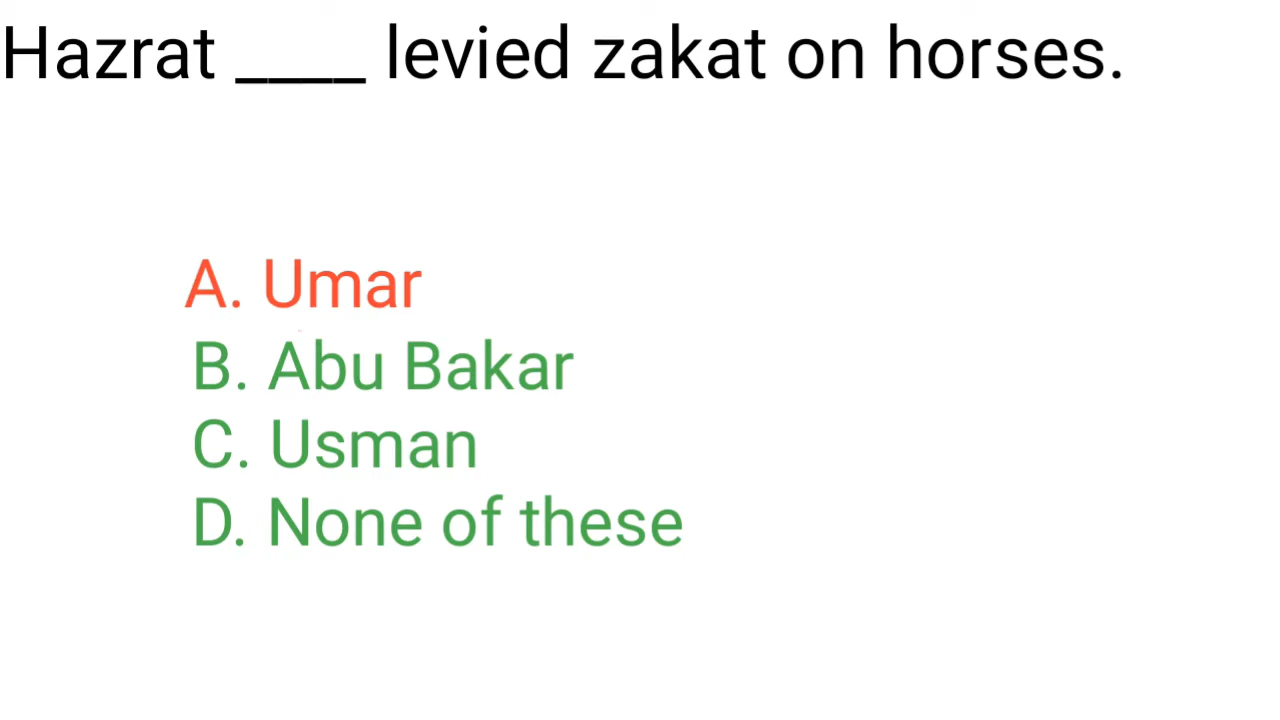 Hazrat ____ levied zakat on horses.
A. Umar
B. Abu Bakar
C. Usman
D. None of these